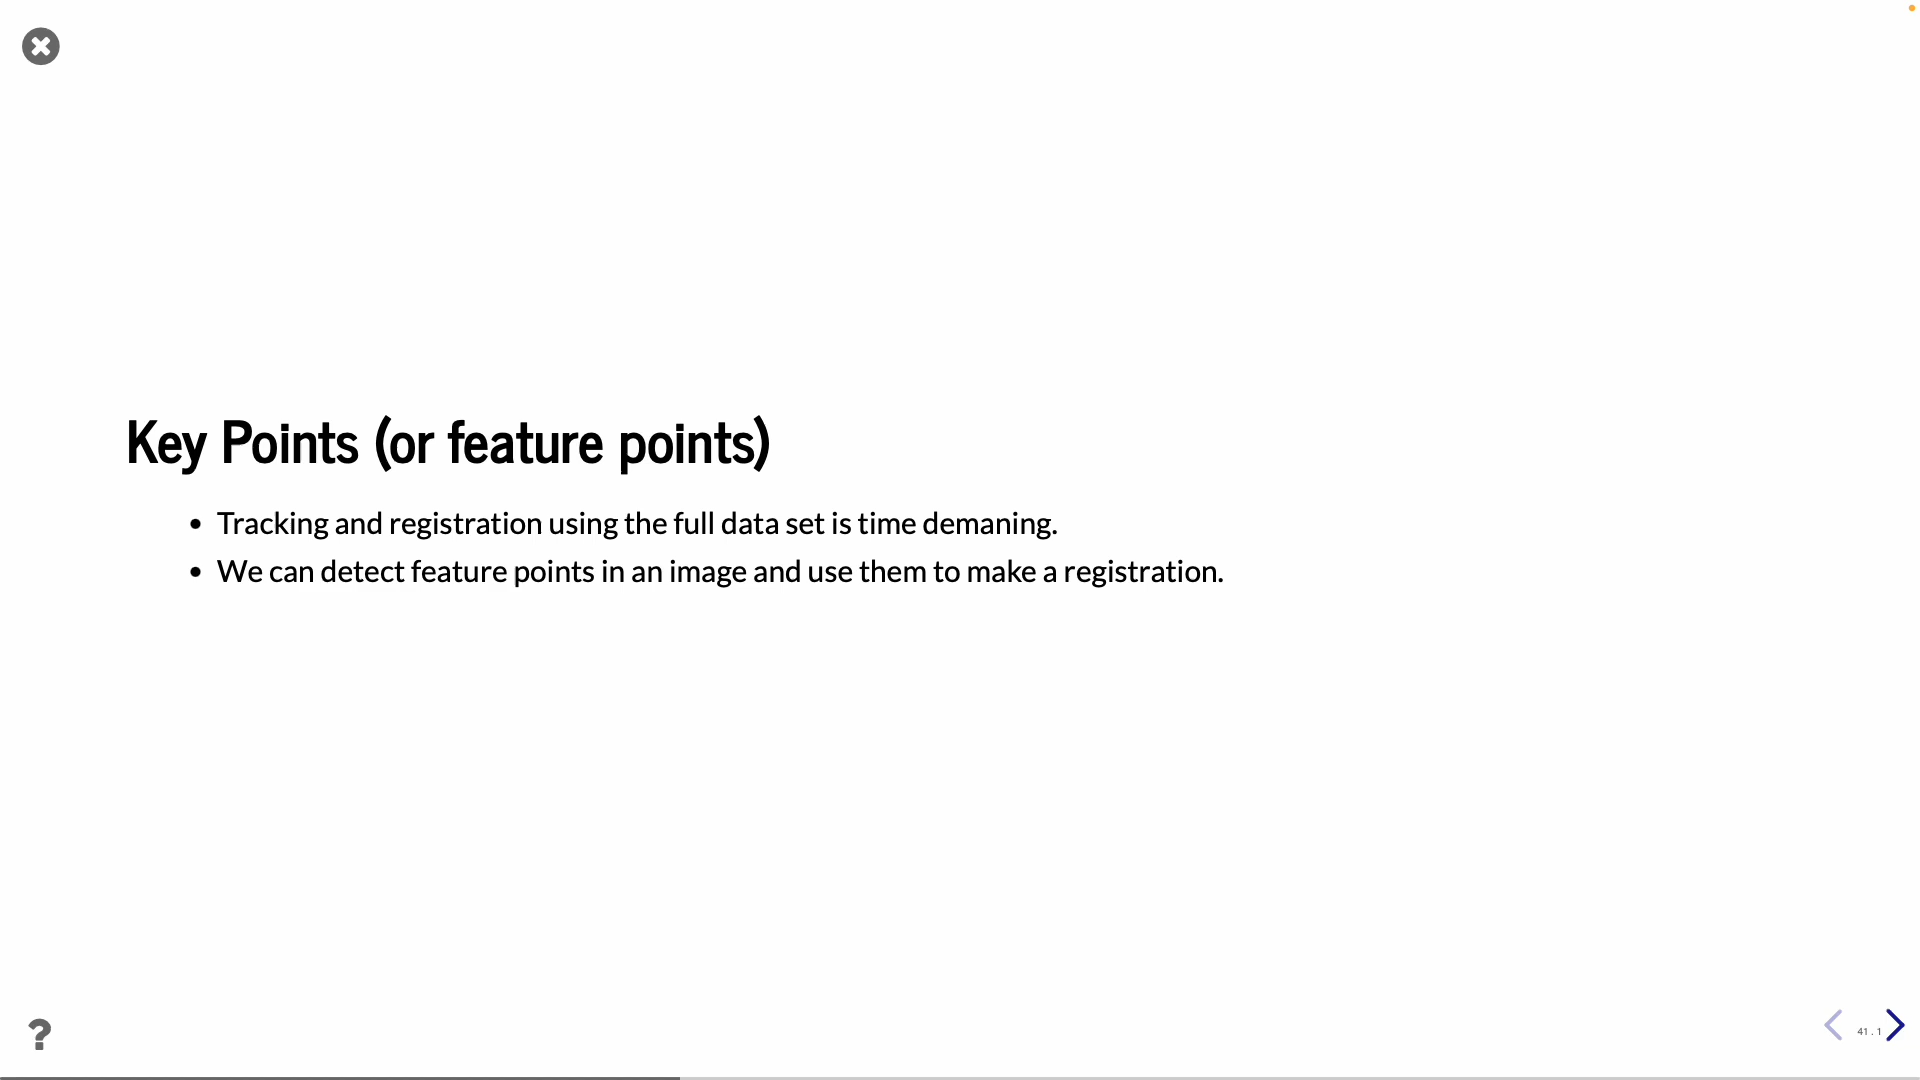 Key Points (or feature points)
• Tracking and registration using the full data set is time demaning.
• We can detect feature points in an image and use them to make a registration.
?
41 . 1